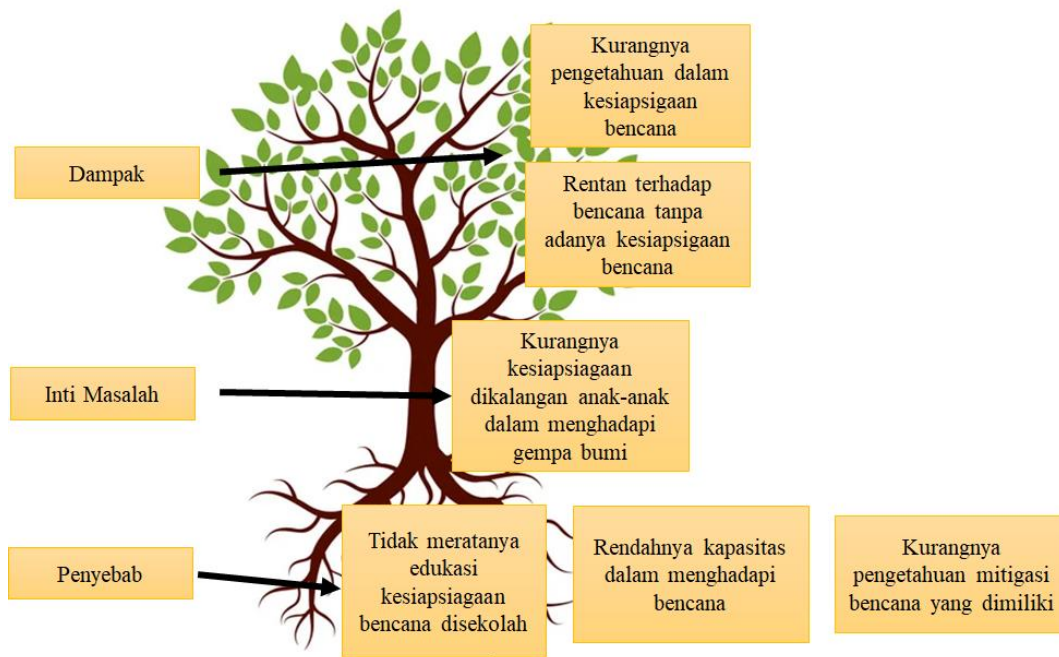 Kurangnya
pengetahuan dalam
kesiapsigaan
bencana
Dampak
Rentan terhadap
bencana tanpa
adanya kesiapsigaan
bencana
Inti Masalah
Kurangnya
kesiapsiagaan
dikalangan anak-anak
dalam menghadapi
gempa bumi
Penyebab
Tidak meratanya
edukasi
kesiapsiagaan
bencana disekolah
Rendahnya kapasitas
dalam menghadapi
bencana
Kurangnya
pengetahuan mitigasi
bencana yang dimiliki